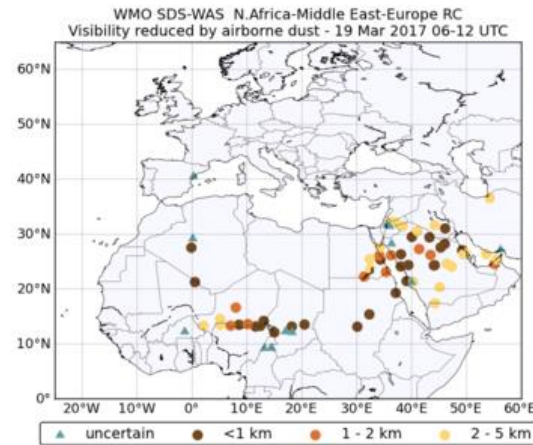 WMO SDS-WAS N.Africa-Middle East-Europe RC
Visibility reduced by airborne dust - 19 Mar 2017 06-12 UTC
60°N
50°N
40°N
30°N
20°N
10°N
0°
20°W 10°W 0° 10°E 20°E 30°E 40°E 50°E 60°E
uncertain <1 km 1 - 2 km 2 - 5 km